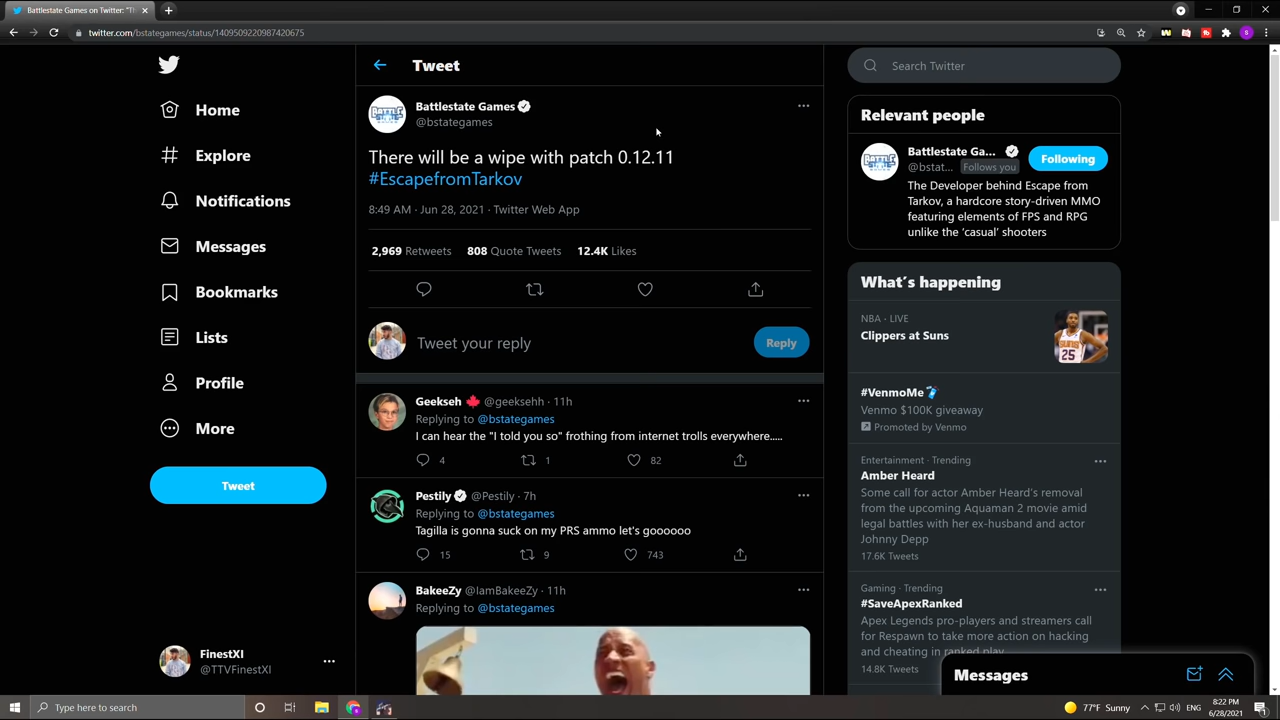 Battlestate Games on Twitter: "Th
twitter.com/bstategames/status/1409509220987420675
Home
Explore
Notifications
Messages
Bookmarks
Lists
Profile
More
Tweet
FinestXI
@TTVFinestXI
Tweet
Battlestate Games
@bstategames
There will be a wipe with patch 0.12.11
#EscapefromTarkov
8:49 AM · Jun 28, 2021 · Twitter Web App
2,969 Retweets 808 Quote Tweets 12.4K Likes
Tweet your reply
Reply
Geekseh @geeksehh · 11h
Replying to @bstategames
I can hear the "I told you so" frothing from internet trolls everywhere.....
4 1 82
Pestily @Pestily · 7h
Replying to @bstategames
Tagilla is gonna suck on my PRS ammo let's goooooo
15 9 743
BakeeZy @IamBakeeZy · 11h
Replying to @bstategames
Search Twitter
Relevant people
Battlestate Ga...
@bstat... Follows you
Following
The Developer behind Escape from
Tarkov, a hardcore story-driven MMO
featuring elements of FPS and RPG
unlike the ‘casual’ shooters
What’s happening
NBA · LIVE
Clippers at Suns
SUNS
25
#VenmoMe
Venmo $100K giveaway
Promoted by Venmo
Entertainment · Trending
Amber Heard
Some call for actor Amber Heard's removal
from the upcoming Aquaman 2 movie amid
legal battles with her ex-husband and actor
Johnny Depp
17.6K Tweets
Gaming · Trending
#SaveApexRanked
Apex Legends pro-players and streamers call
for Respawn to take more action on hacking
and cheating in ranked play
14.8K Tweets
Messages
Type here to search
77°F Sunny
ENG
8:22 PM
6/28/2021